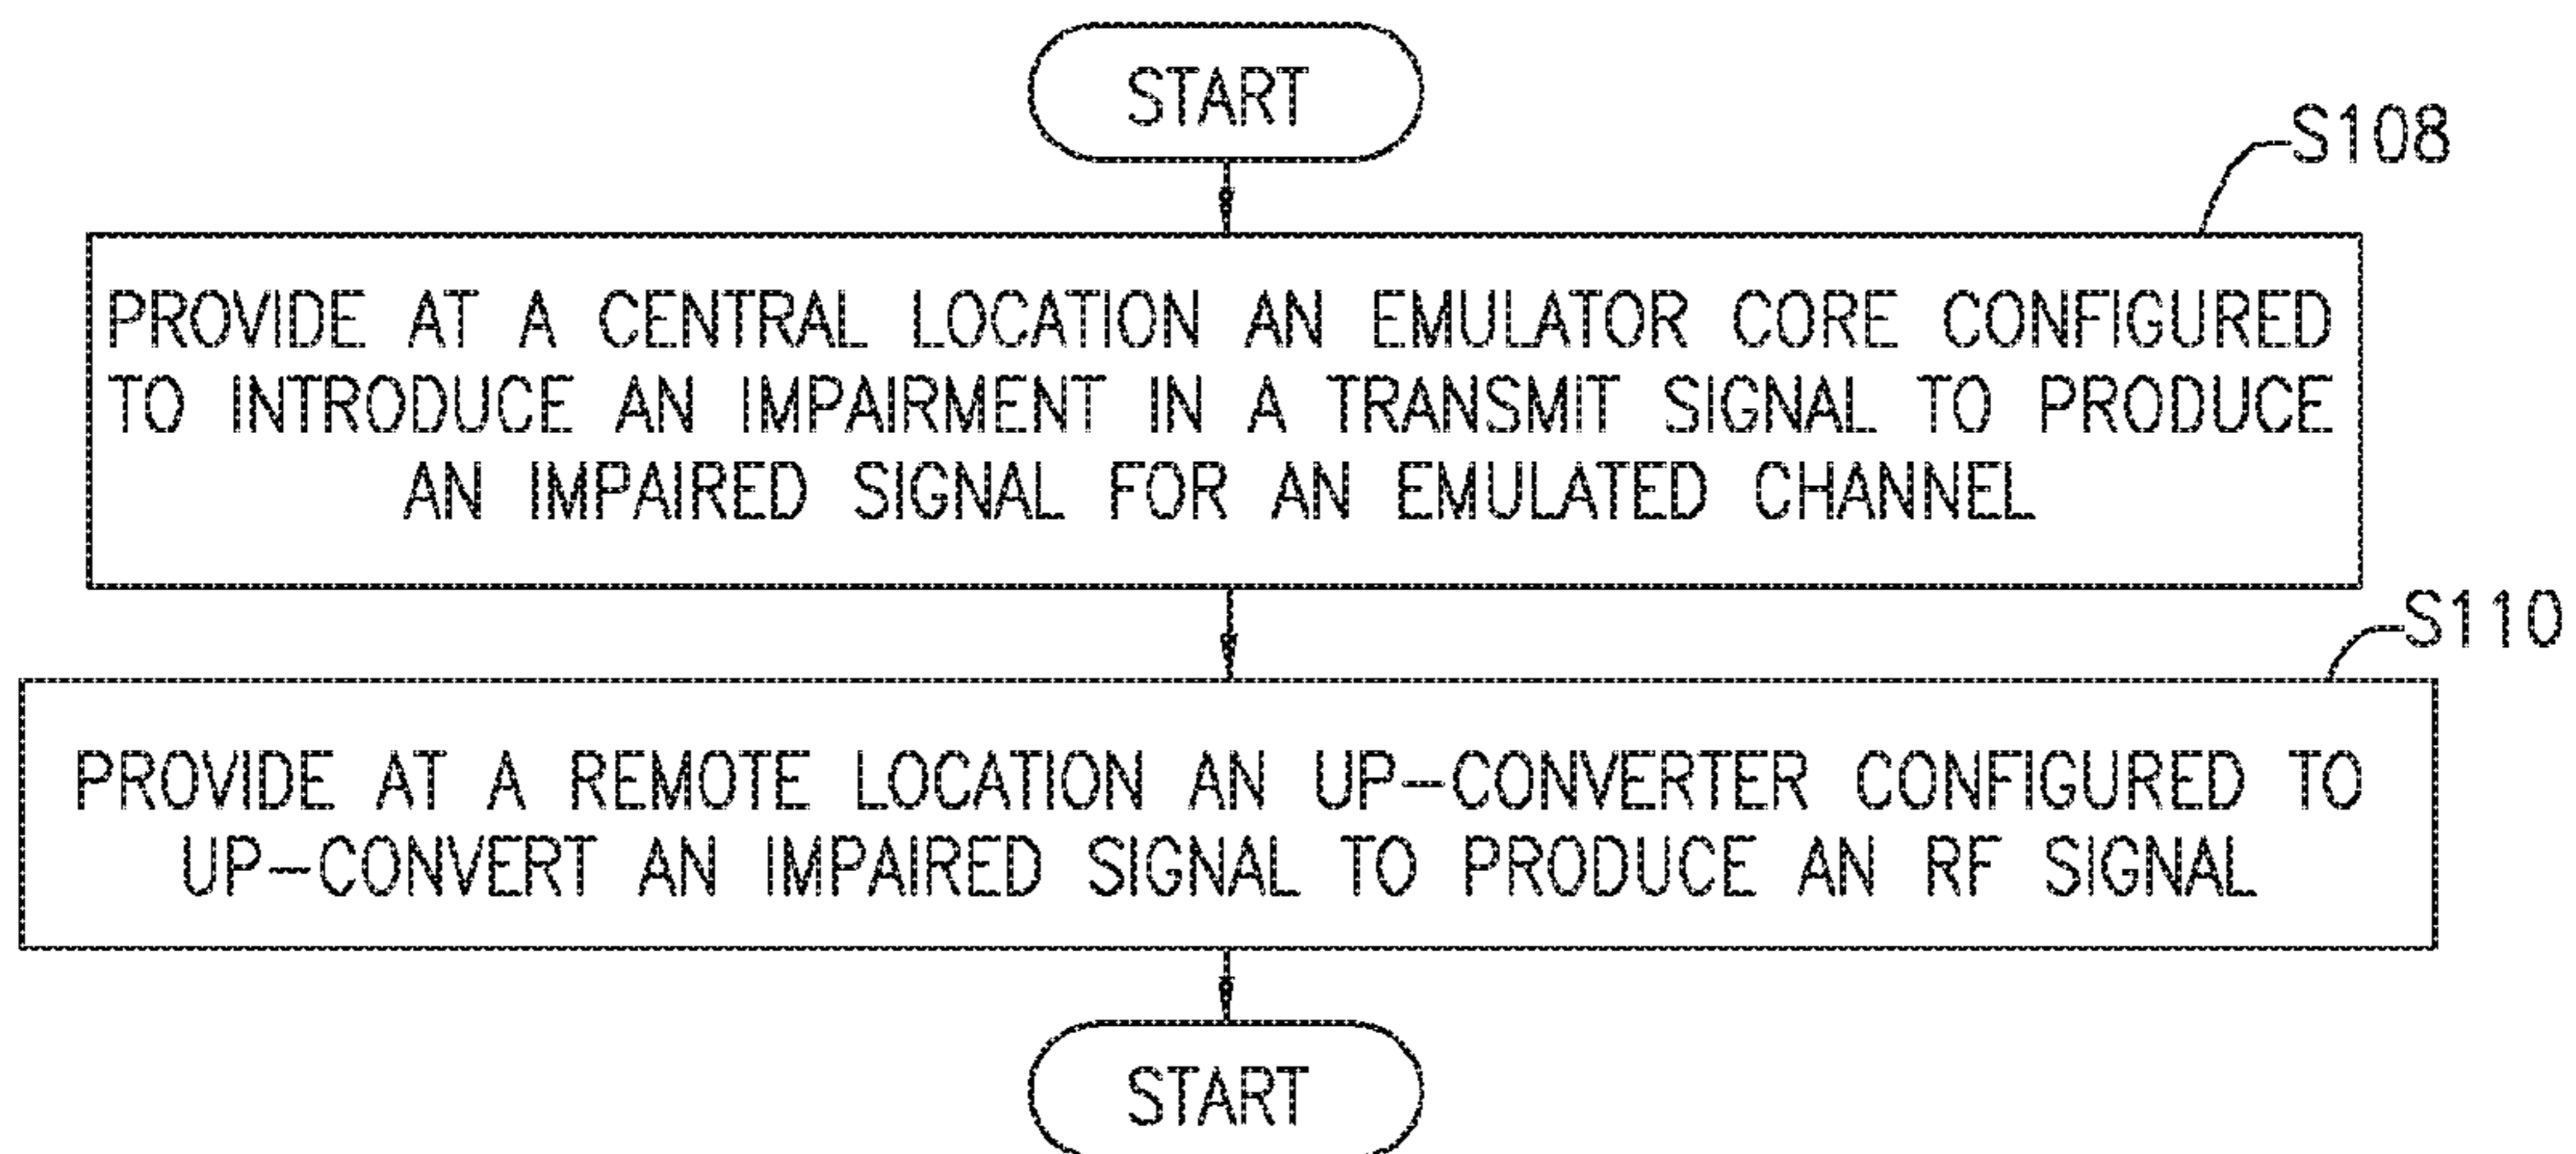 START
S108
PROVIDE AT A CENTRAL LOCATION AN EMULATOR CORE CONFIGURED
TO INTRODUCE AN IMPAIRMENT IN A TRANSMIT SIGNAL TO PRODUCE
AN IMPAIRED SIGNAL FOR AN EMULATED CHANNEL
S110
PROVIDE AT A REMOTE LOCATION AN UP-CONVERTER CONFIGURED TO
UP-CONVERT AN IMPAIRED SIGNAL TO PRODUCE AN RF SIGNAL
START